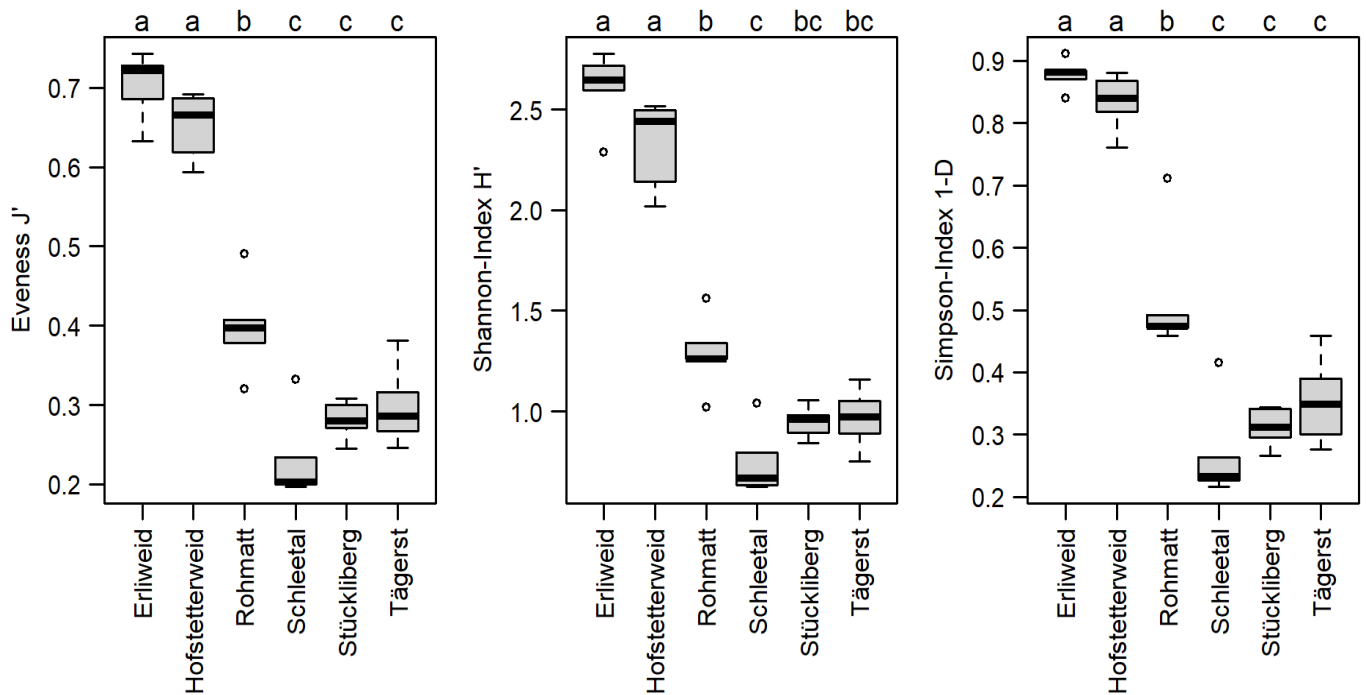 a a b c c c
Eveness J'
0.7
0.6
0.5
0.4
0.3
0.2
Erliweid
Hofstetterweid
Rohmatt
Schleetal
Stückliberg
Tägerst
a a b c bc bc
Shannon-Index H'
2.5
2.0
1.5
1.0
Erliweid
Hofstetterweid
Rohmatt
Schleetal
Stückliberg
Tägerst
a a b c c c
Simpson-Index 1-D
0.9
0.8
0.7
0.6
0.5
0.4
0.3
0.2
Erliweid
Hofstetterweid
Rohmatt
Schleetal
Stückliberg
Tägerst